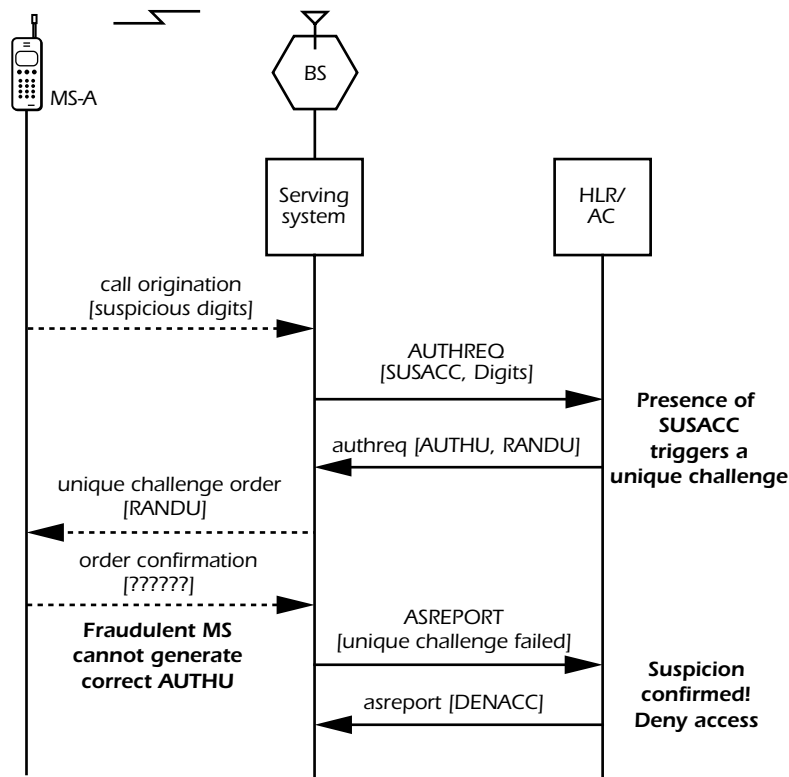 BS
MS-A
Serving
system
HLR/
AC
call origination
[suspicious digits]
AUTHREQ
[SUSACC, Digits]
Presence of
SUSACC
triggers a
unique challenge
authreq [AUTHU, RANDU]
unique challenge order
[RANDU]
order confirmation
[??????]
Fraudulent MS
cannot generate
correct AUTHU
ASREPORT
[unique challenge failed]
Suspicion
confirmed!
Deny access
asreport [DENACC]